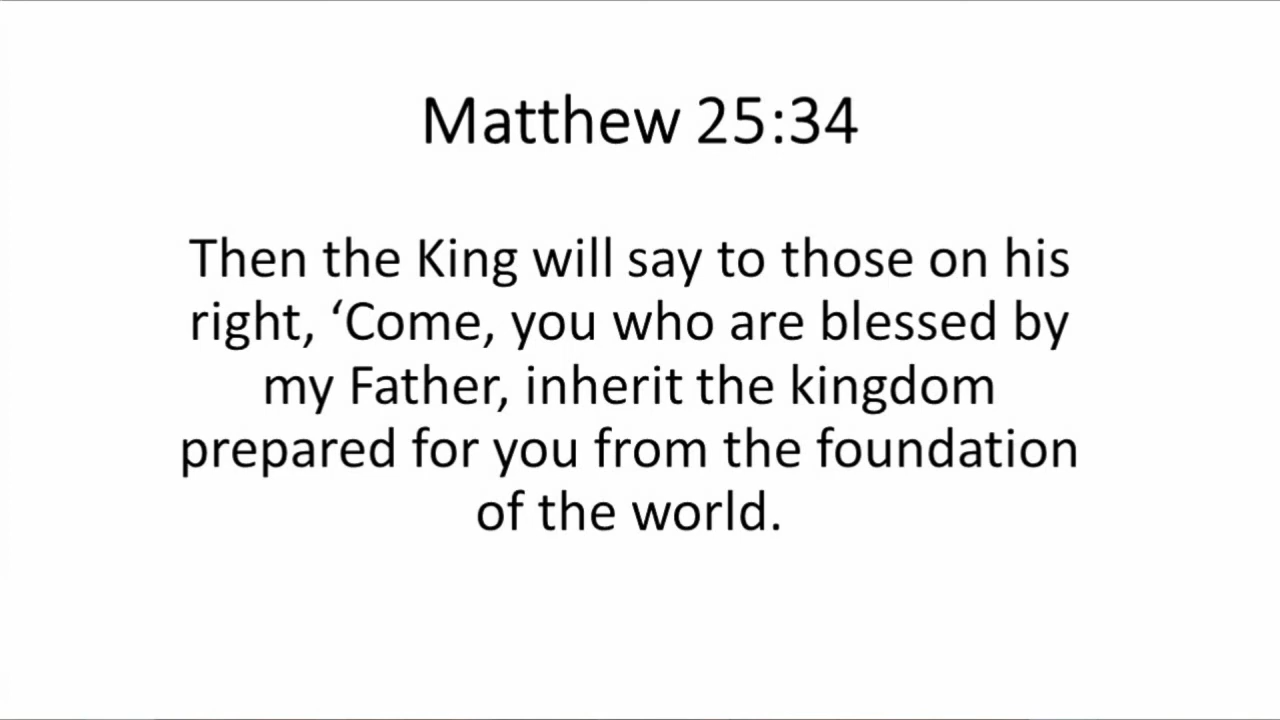 Matthew 25:34
Then the King will say to those on his
right, ‘Come, you who are blessed by
my Father, inherit the kingdom
prepared for you from the foundation
of the world.